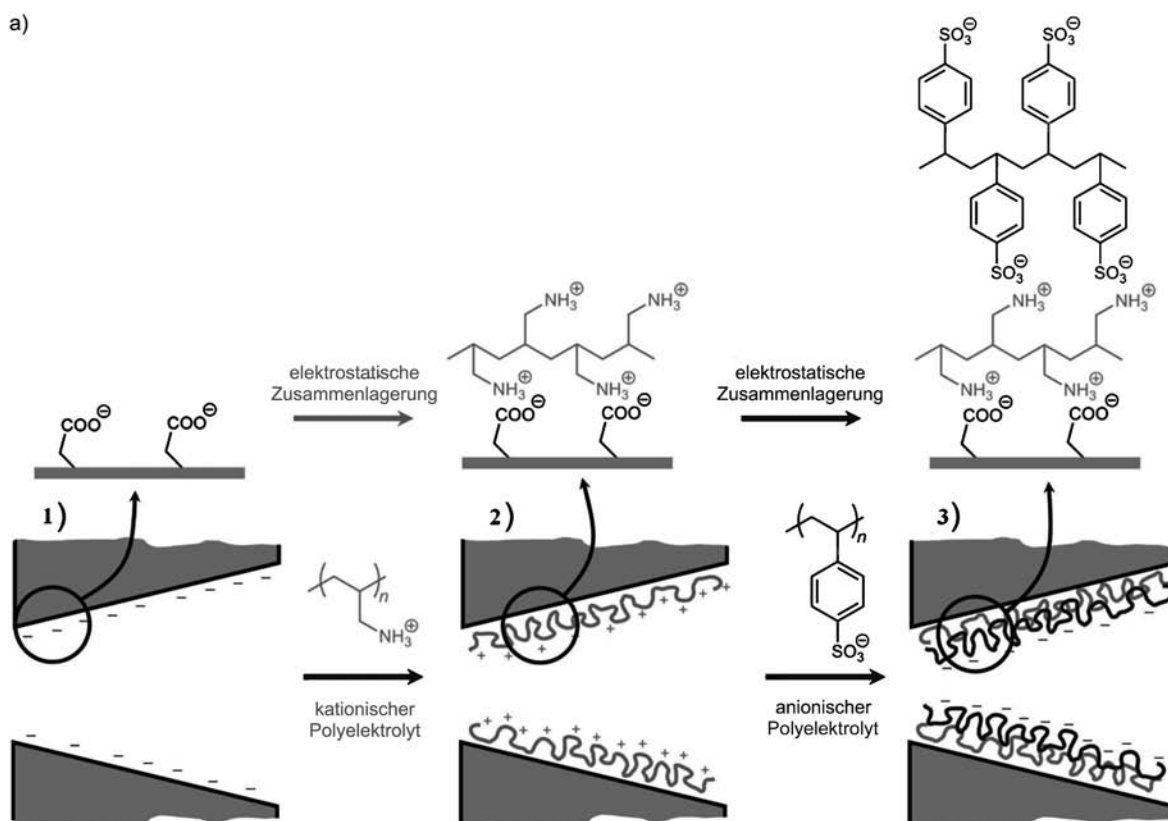 a)
SO₃⊖ SO₃⊖
SO₃⊖ SO₃⊖
NH₃⊕ NH₃⊕
NH₃⊕ NH₃⊕
elektrostatische
Zusammenlagerung
NH₃⊕ NH₃⊕
NH₃⊕ NH₃⊕
elektrostatische
Zusammenlagerung
COO⊖ COO⊖
COO⊖ COO⊖
COO⊖ COO⊖
1)
2)
3)
( )n
NH₃⊕
kationischer
Polyelektrolyt
( )n
SO₃⊖
anionischer
Polyelektrolyt